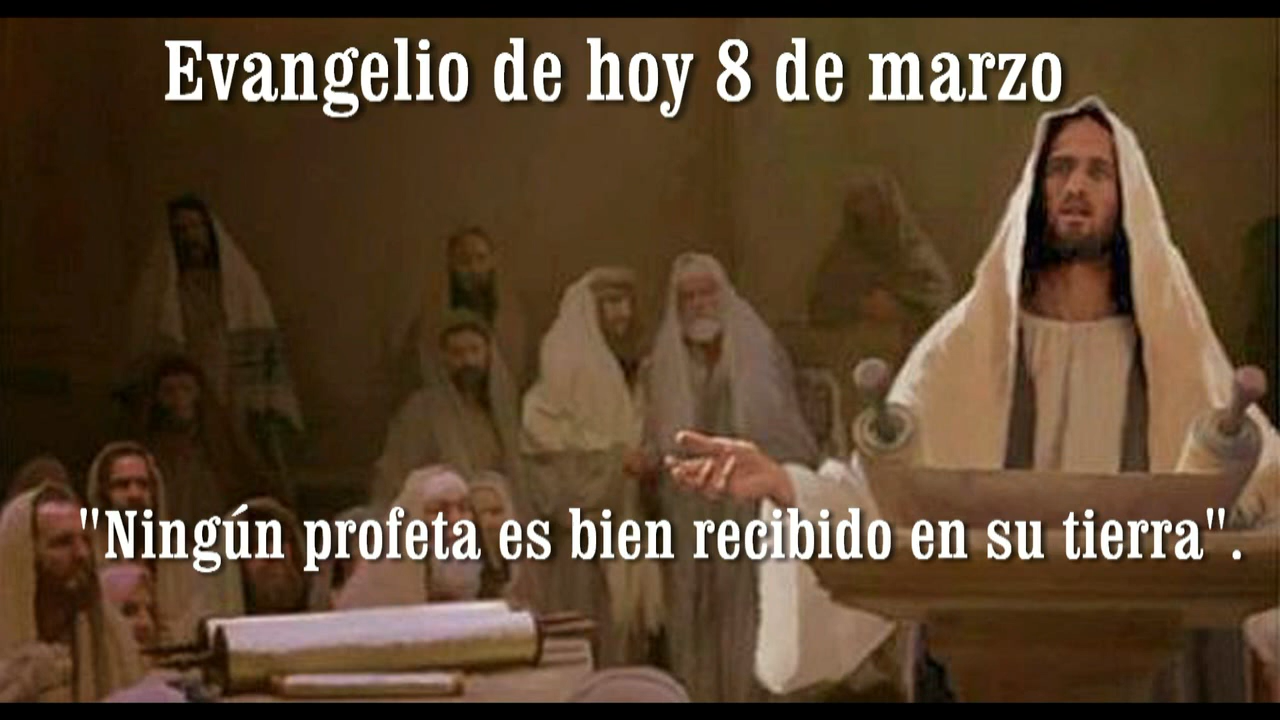 Evangelio de hoy 8 de marzo
"Ningún profeta es bien recibido en su tierra".